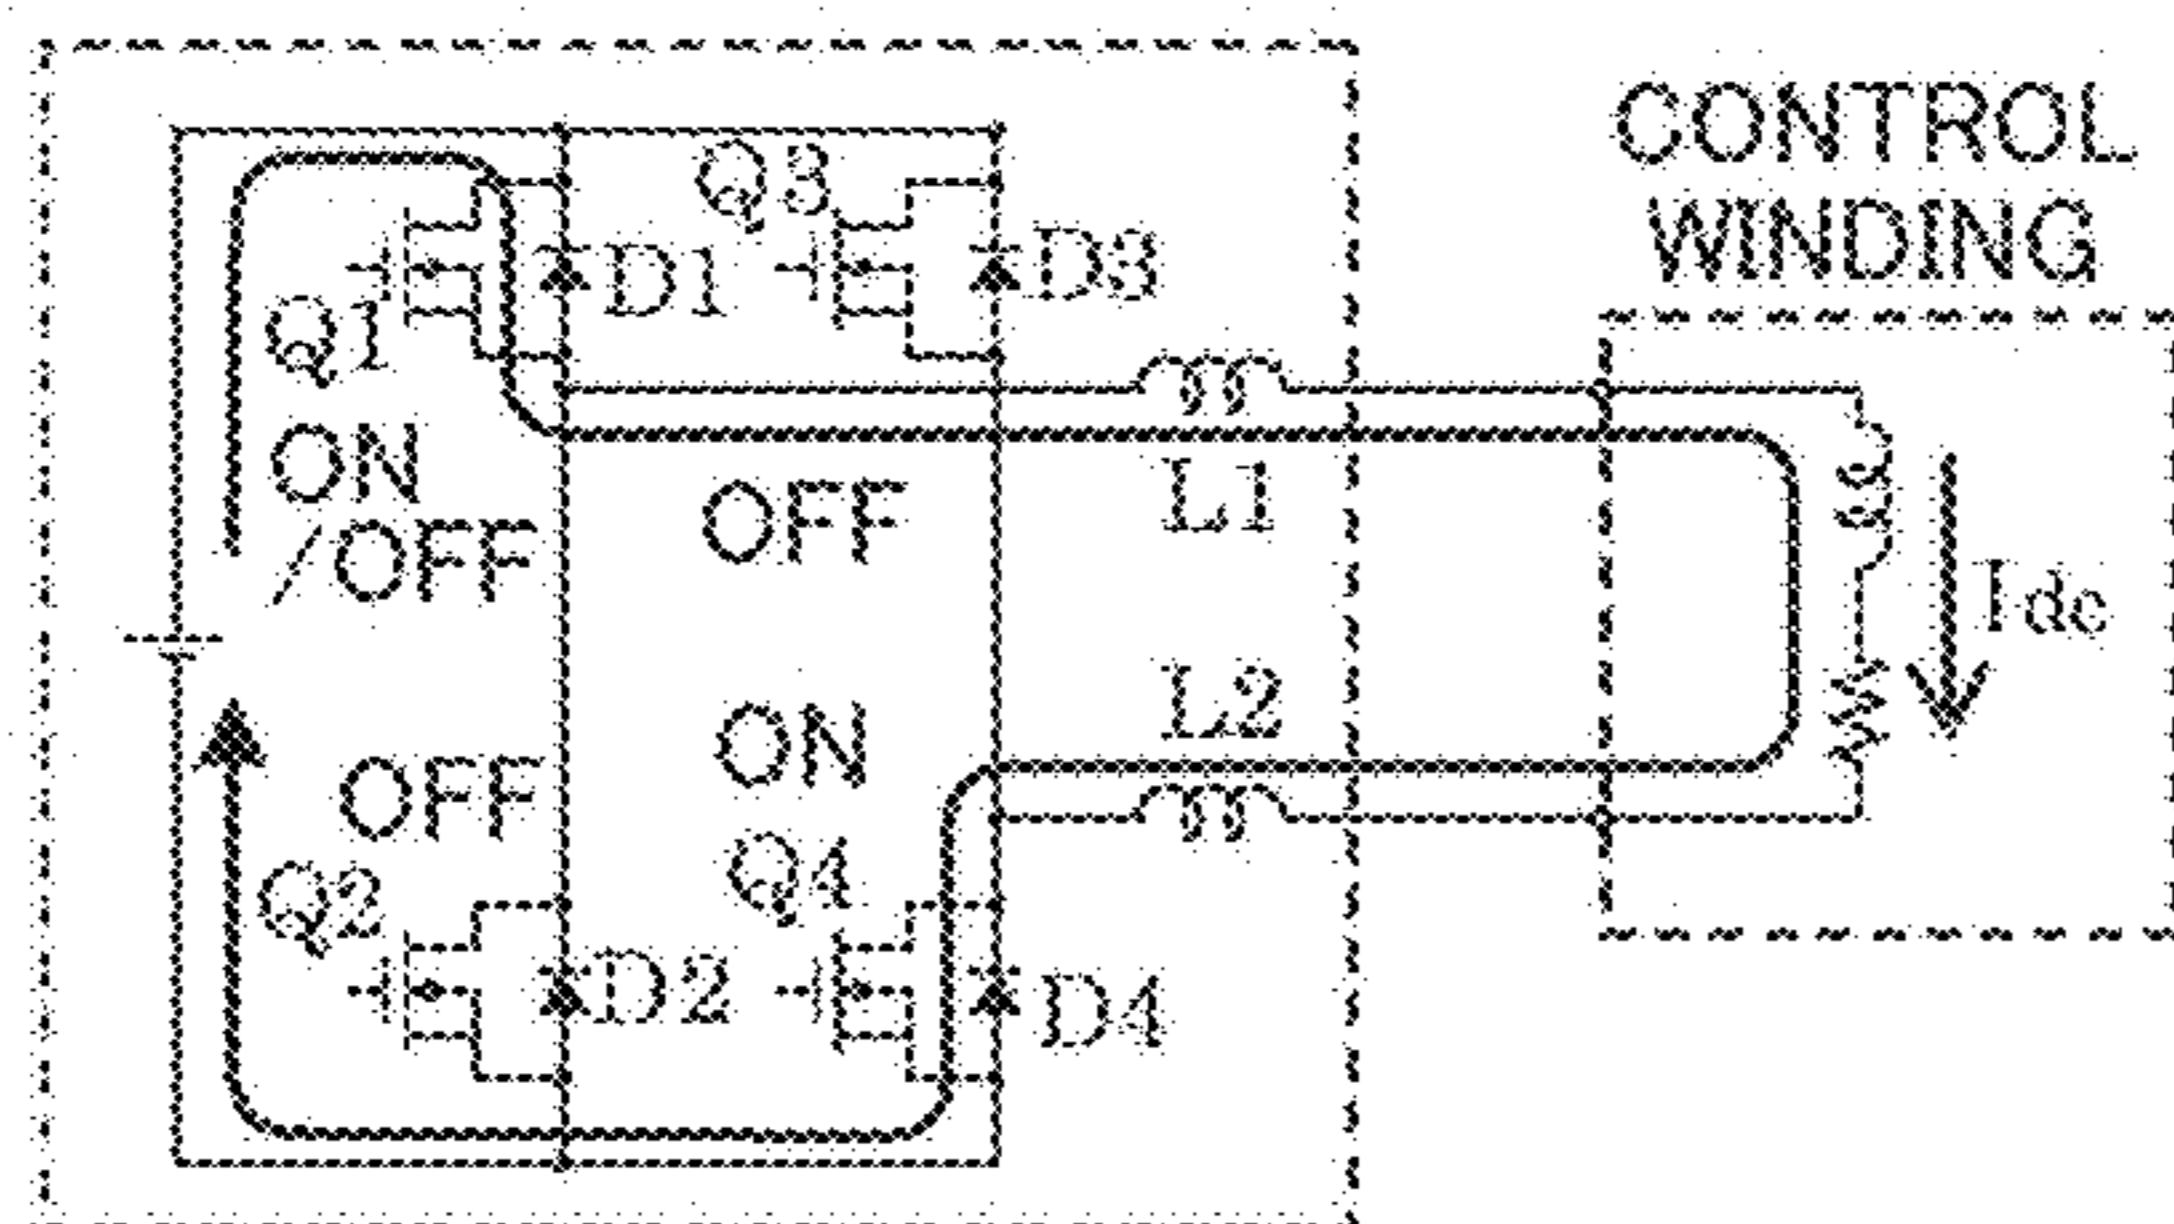 CONTROL
WINDING
Q3
D1
D3
Q1
ON
/OFF
OFF
L1
Idc
L2
ON
OFF
Q4
Q2
D2
D4